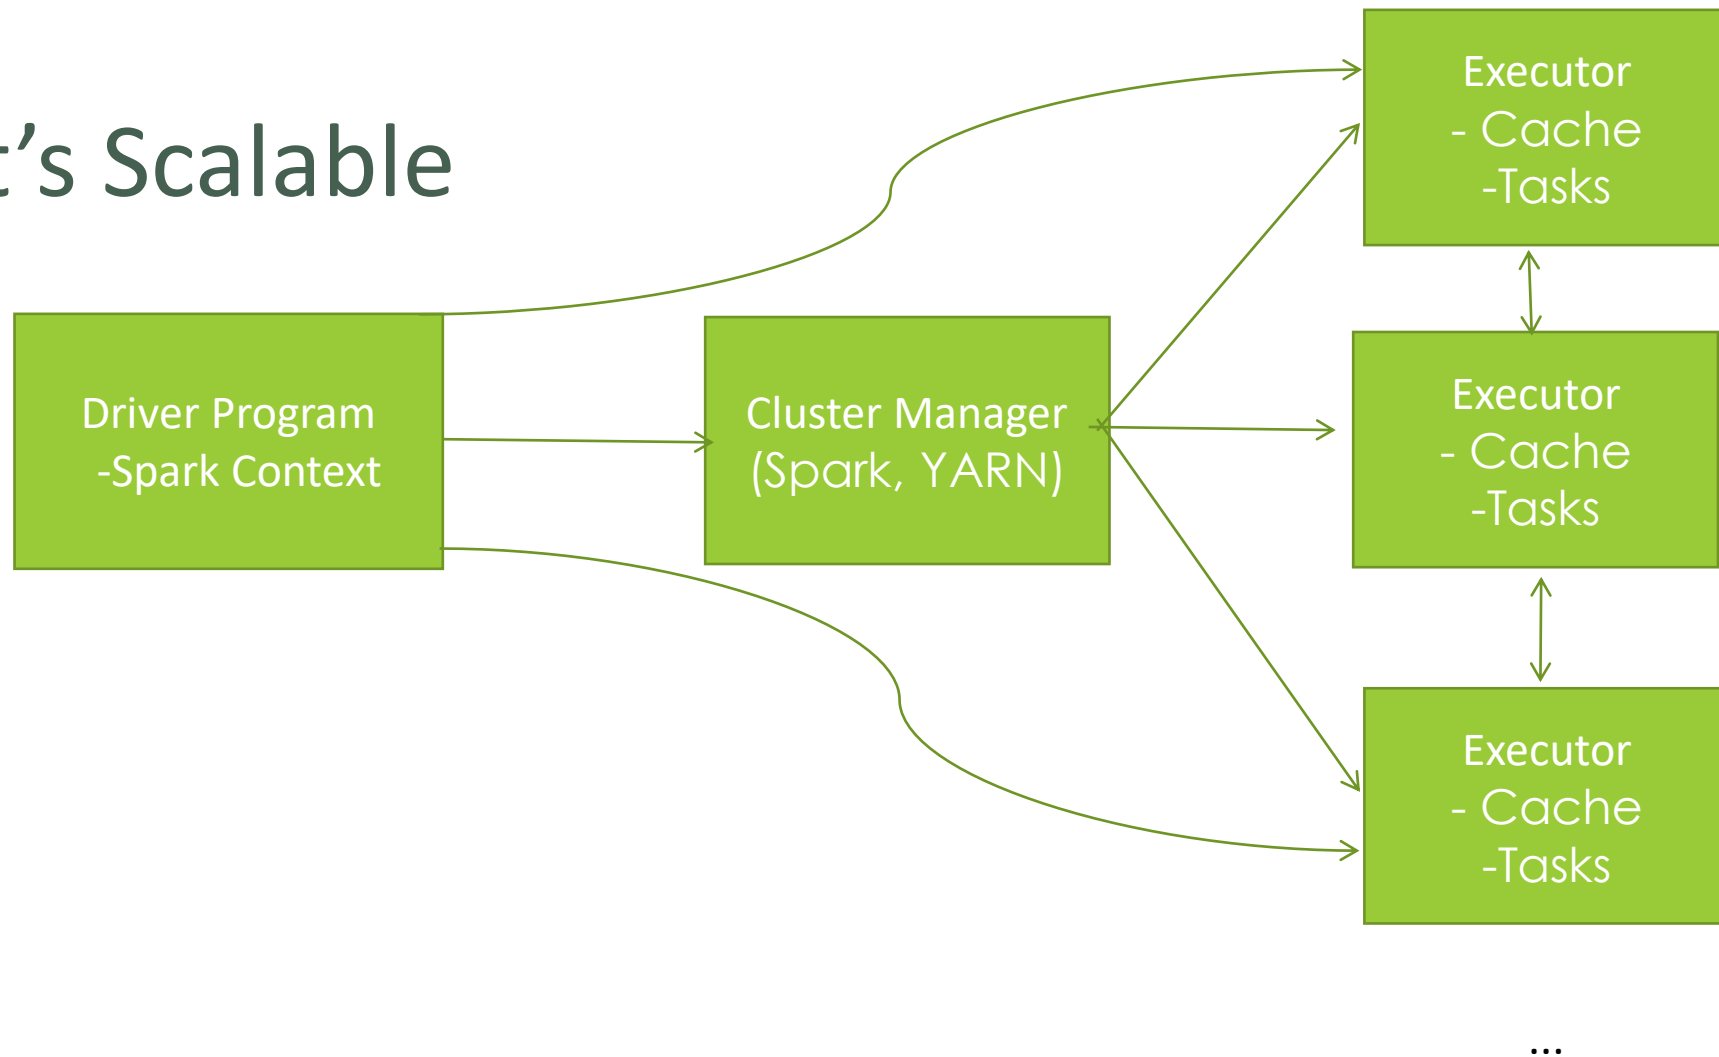 t’s Scalable
Driver Program
-Spark Context
Cluster Manager
(Spark, YARN)
Executor
- Cache
-Tasks
Executor
- Cache
-Tasks
Executor
- Cache
-Tasks
...